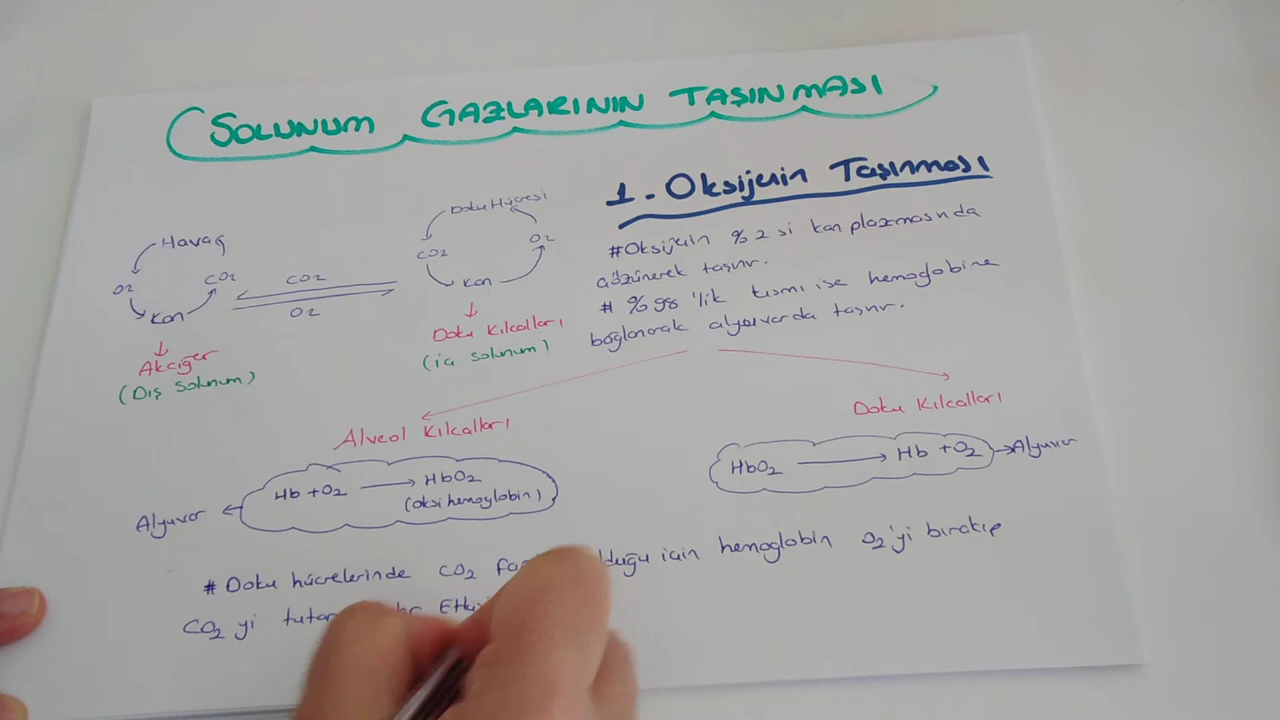 SOLUNUM GAZLARININ TAŞINMASI
1. Oksijenin Taşınması
Havaç
O2
CO2
Kan
Akciğer
(Dış Solunum)
CO2
O2
Doku Hücresi
CO2
O2
Kan
Doku Kılcalları
(iç solunum)
#Oksijenin %2 si kan plazmasında
çözünerek taşınır.
# %98 'lik kısmı ise hemoglobine
bağlanarak alyuvarda taşınır.
Alveol Kılcalları
Hb + O2 → HbO2
(oksihemoglobin)
Alyuvar
Doku Kılcalları
HbO2 → Hb + O2
Alyuvar
# Doku hücrelerinde CO2 olduğu için hemoglobin O2'yi bırakıp
CO2 yi